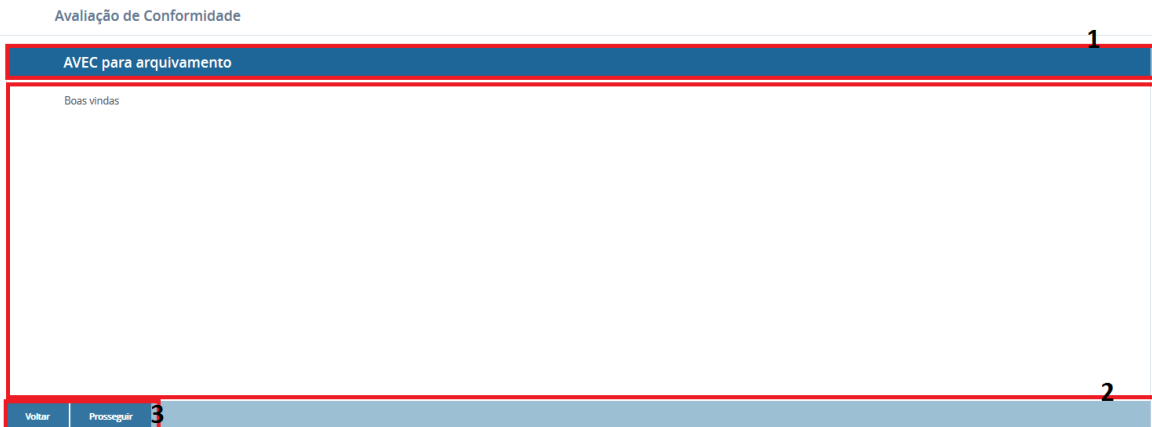 Avaliação de Conformidade
1
AVEC para arquivamento
Boas vindas
2
Voltar Prosseguir 3